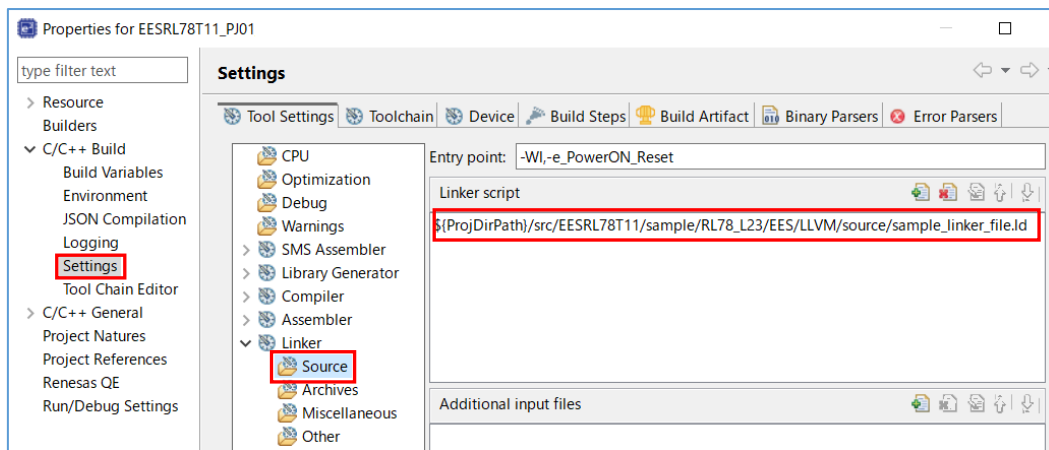 Properties for EESRL78T11_PJ01
type filter text
Settings
Resource
Builders
C/C++ Build
Build Variables
Environment
JSON Compilation
Logging
Settings
Tool Chain Editor
C/C++ General
Project Natures
Project References
Renesas QE
Run/Debug Settings
Tool Settings Toolchain Device Build Steps Build Artifact Binary Parsers Error Parsers
CPU
Optimization
Debug
Warnings
SMS Assembler
Library Generator
Compiler
Assembler
Linker
Source
Archives
Miscellaneous
Other
Entry point: -Wl,-e_PowerON_Reset
Linker script
${ProjDirPath}/src/EESRL78T11/sample/RL78_L23/EES/LLVM/source/sample_linker_file.ld
Additional input files